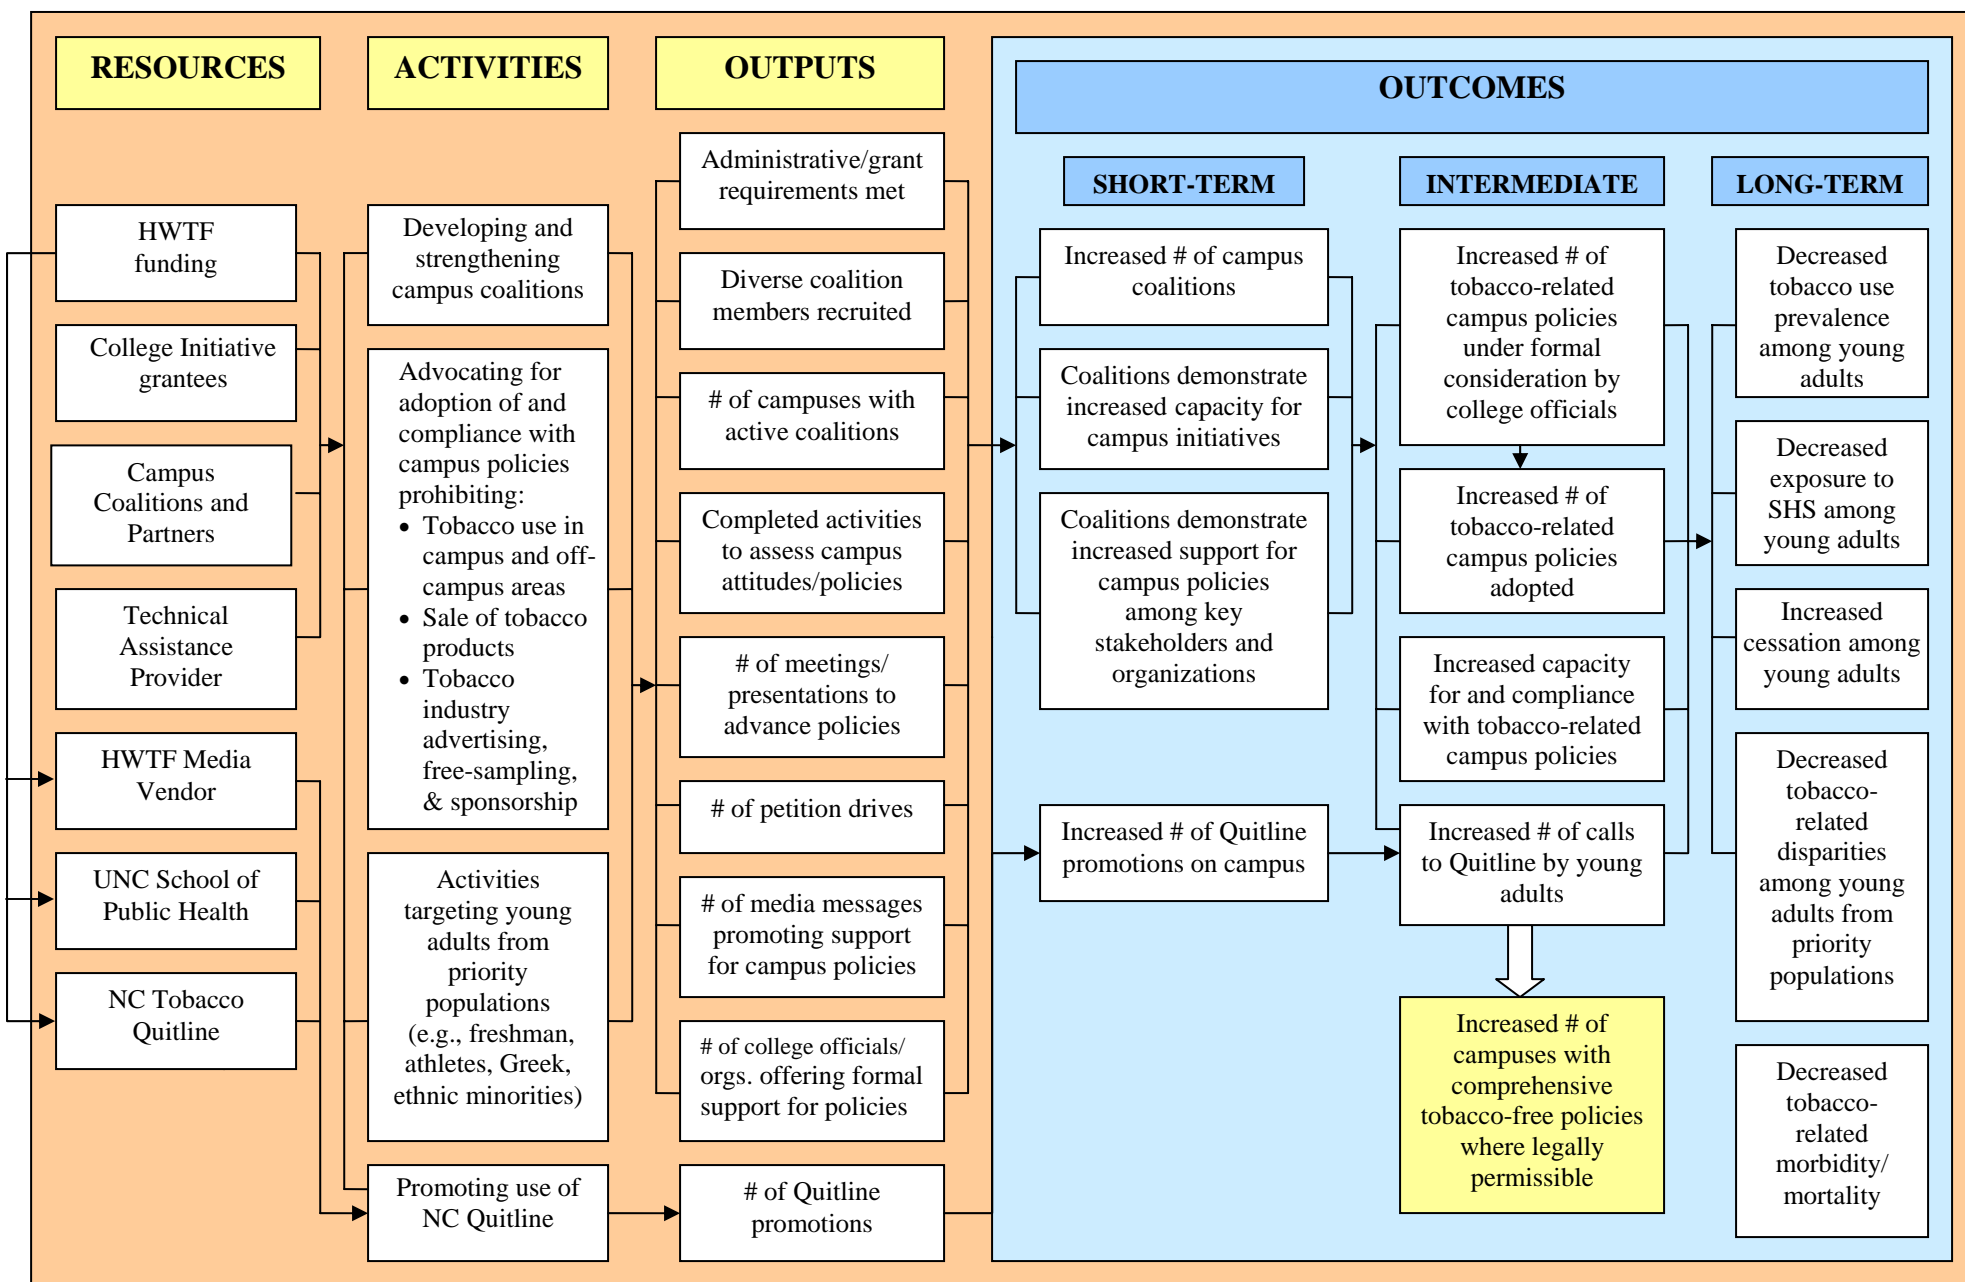 RESOURCES
ACTIVITIES
OUTPUTS
OUTCOMES
SHORT-TERM
INTERMEDIATE
LONG-TERM
HWTF
funding
College Initiative
grantees
Campus
Coalitions and
Partners
Technical
Assistance
Provider
HWTF Media
Vendor
UNC School of
Public Health
NC Tobacco
Quitline
Developing and
strengthening
campus coalitions
Advocating for
adoption of and
compliance with
campus policies
prohibiting:
• Tobacco use in
campus and off-
campus areas
• Sale of tobacco
products
• Tobacco
industry
advertising,
free-sampling,
& sponsorship
Activities
targeting young
adults from
priority
populations
(e.g., freshman,
athletes, Greek,
ethnic minorities)
Promoting use of
NC Quitline
Administrative/grant
requirements met
Diverse coalition
members recruited
# of campuses with
active coalitions
Completed activities
to assess campus
attitudes/policies
# of meetings/
presentations to
advance policies
# of petition drives
# of media messages
promoting support
for campus policies
# of college officials/
orgs. offering formal
support for policies
# of Quitline
promotions
Increased # of campus
coalitions
Coalitions demonstrate
increased capacity for
campus initiatives
Coalitions demonstrate
increased support for
campus policies
among key
stakeholders and
organizations
Increased # of Quitline
promotions on campus
Increased # of
tobacco-related
campus policies
under formal
consideration by
college officials
Increased # of
tobacco-related
campus policies
adopted
Increased capacity
for and compliance
with tobacco-related
campus policies
Increased # of calls
to Quitline by young
adults
Increased # of
campuses with
comprehensive
tobacco-free policies
where legally
permissible
Decreased
tobacco use
prevalence
among young
adults
Decreased
exposure to
SHS among
young adults
Increased
cessation among
young adults
Decreased
tobacco-
related
disparities
among young
adults from
priority
populations
Decreased
tobacco-
related
morbidity/
mortality